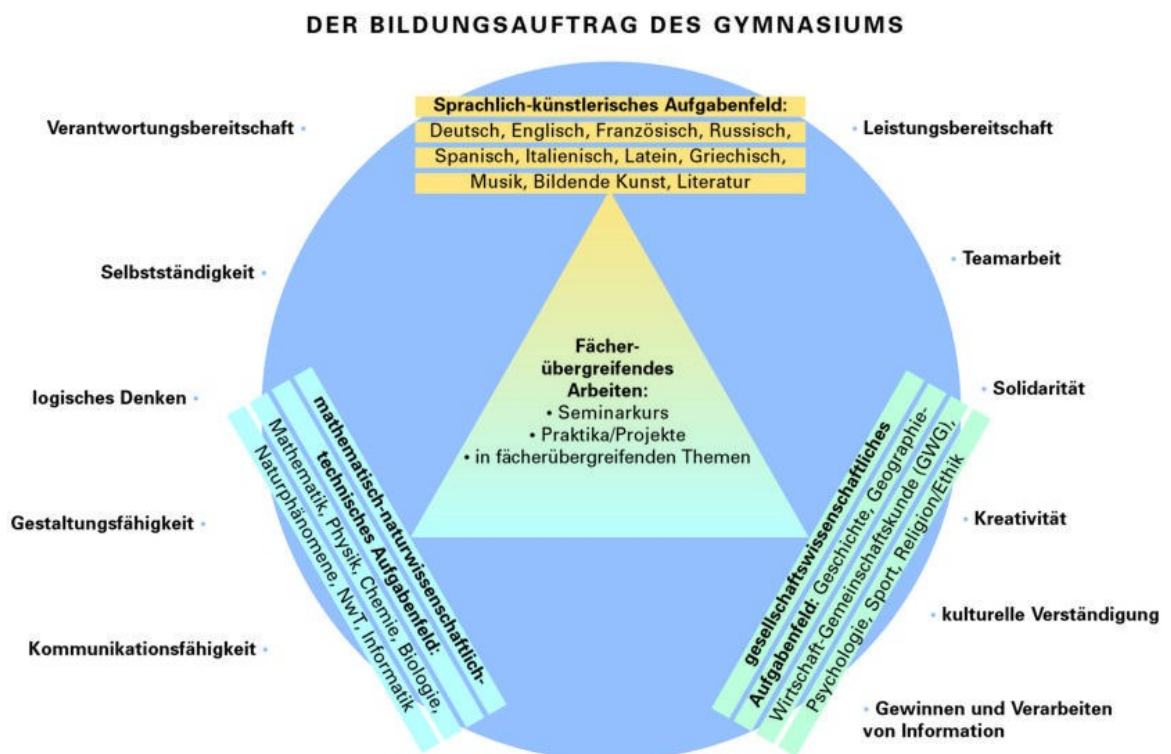 DER BILDUNGSAUFTRAG DES GYMNASIUMS
Sprachlich-künstlerisches Aufgabenfeld:
Deutsch, Englisch, Französisch, Russisch,
Spanisch, Italienisch, Latein, Griechisch,
Musik, Bildende Kunst, Literatur
Verantwortungsbereitschaft •
Selbstständigkeit •
logisches Denken •
Gestaltungsfähigkeit •
Kommunikationsfähigkeit •
• Leistungsbereitschaft
• Teamarbeit
• Solidarität
• Kreativität
• kulturelle Verständigung
• Gewinnen und Verarbeiten
von Information
Fächer-
übergreifendes
Arbeiten:
• Seminarkurs
• Praktika/Projekte
• in fächerübergreifenden Themen
mathematisch-naturwissenschaftlich-
technisches Aufgabenfeld:
Mathematik, Physik, Chemie, Biologie,
Naturphänomene, NwT, Informatik
gesellschaftswissenschaftliches
Aufgabenfeld: Geschichte, Geographie-
Wirtschaft-Gemeinschaftskunde (GWG),
Psychologie, Sport, Religion/Ethik